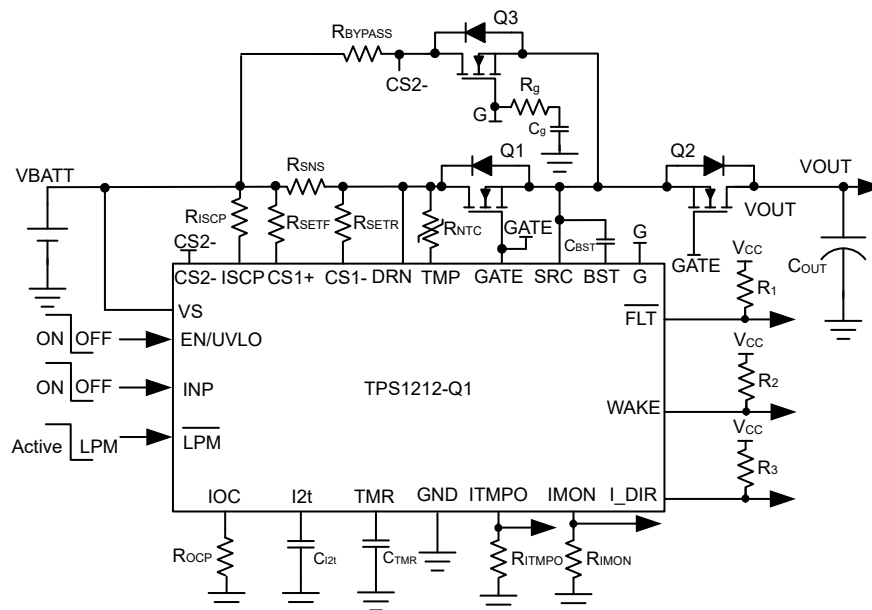 Q3
RBYPASS
CS2-
Rg
G
Cg
Q1
Q2
VBATT
RSNS
VOUT
VOUT
RISCP
RSETF
RSETR
RNTC
GATE
CBST
G
CS2-
GATE
VCC
COUT
CS2- ISCP CS1+ CS1- DRN TMP GATE SRC BST G
R1
VS
FLT
ON OFF
EN/UVLO
VCC
ON OFF
INP
TPS1212-Q1
R2
WAKE
Active LPM
LPM
VCC
R3
IOC I2t TMR GND ITMPO IMON I_DIR
ROCP
CI2t
CTMR
RITMPO
RIMON